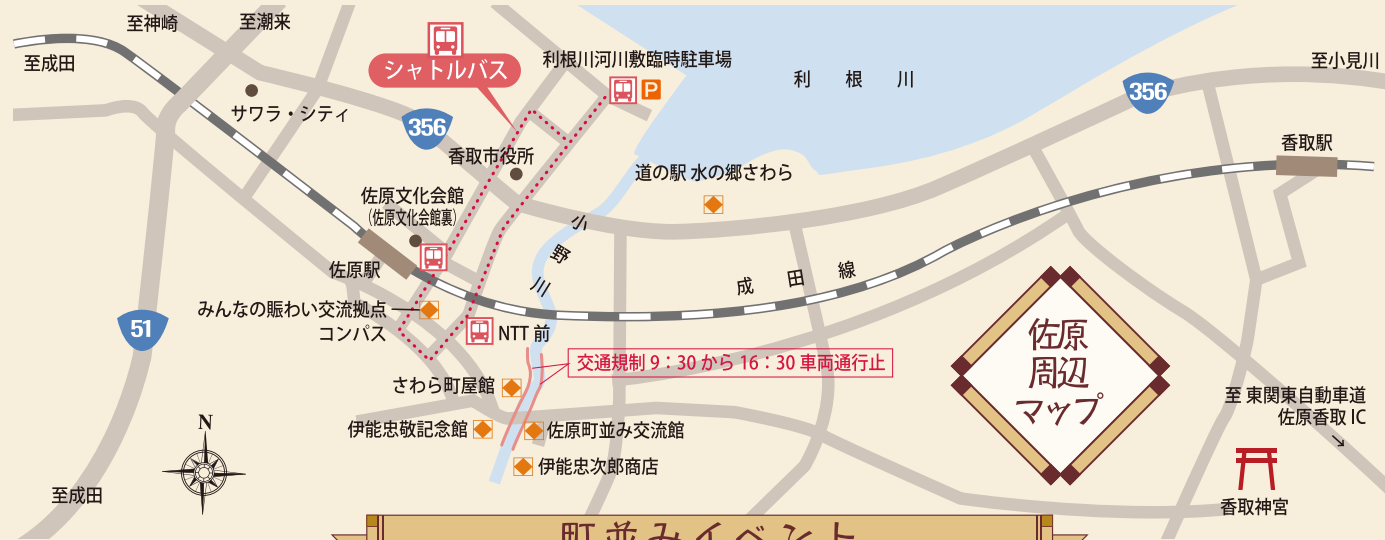 至神崎
至潮来
至成田
サワラ・シティ
シャトルバス
利根川河川敷臨時駐車場
P
利根川
至小見川
356
356
香取駅
香取市役所
道の駅 水の郷さわら
佐原文化会館
(佐原文化会館裏)
小野川
佐原駅
成田線
みんなの賑わい交流拠点
コンパス
NTT 前
51
交通規制 9：30 から 16：30 車両通行止
佐原
周辺
マップ
さわら町屋館
至 東関東自動車道
佐原香取 IC
↘
伊能忠敬記念館
佐原町並み交流館
伊能忠次郎商店
N
至成田
香取神宮
町並みイベント